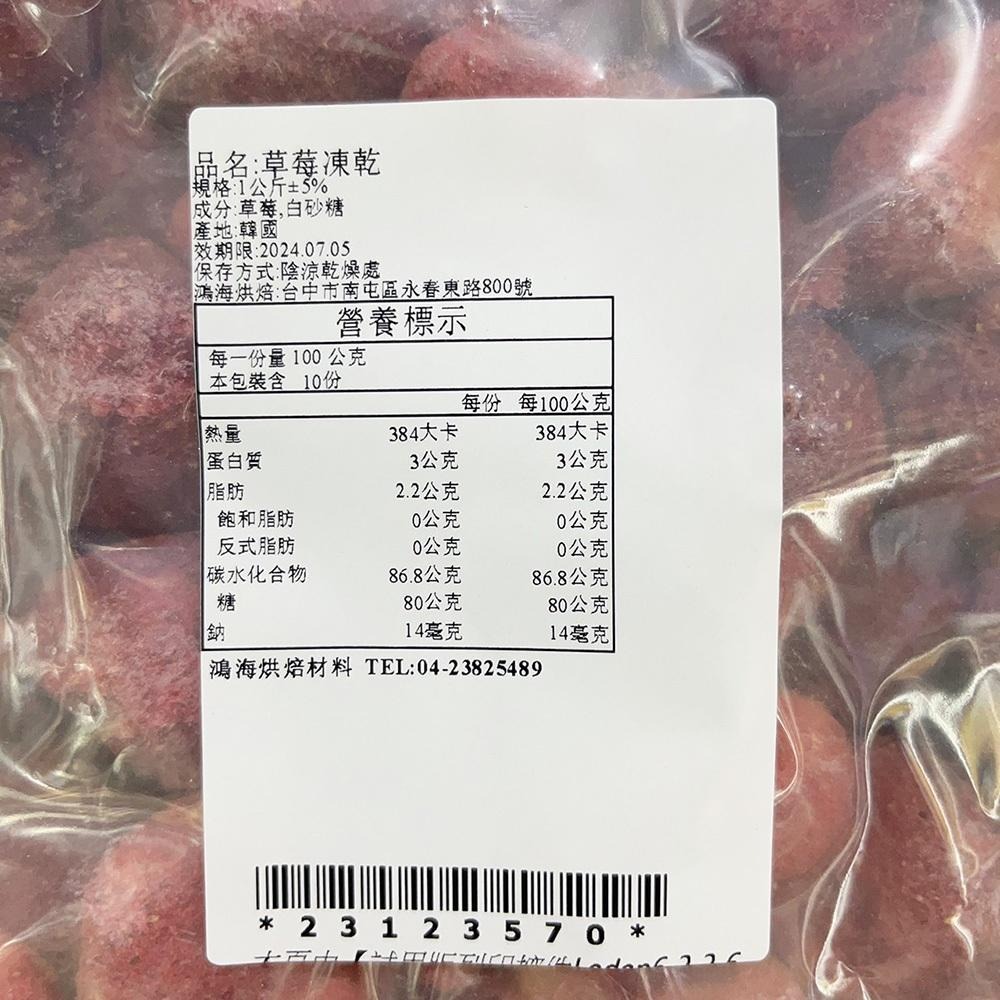 品名:草莓凍乾
規格:1公斤±5%
成分:草莓,白砂糖
產地:韓國
效期限:2024.07.05
保存方式:陰涼乾燥處
鴻海烘焙:台中市南屯區永春東路800號
營養標示
每一份量 100 公克
本包裝含 10份
每份 每100公克
熱量 384大卡 384大卡
蛋白質 3公克 3公克
脂肪 2.2公克 2.2公克
飽和脂肪 0公克 0公克
反式脂肪 0公克 0公克
碳水化合物 86.8公克 86.8公克
糖 80公克 80公克
鈉 14毫克 14毫克
鴻海烘焙材料 TEL:04-23825489
*23123570*